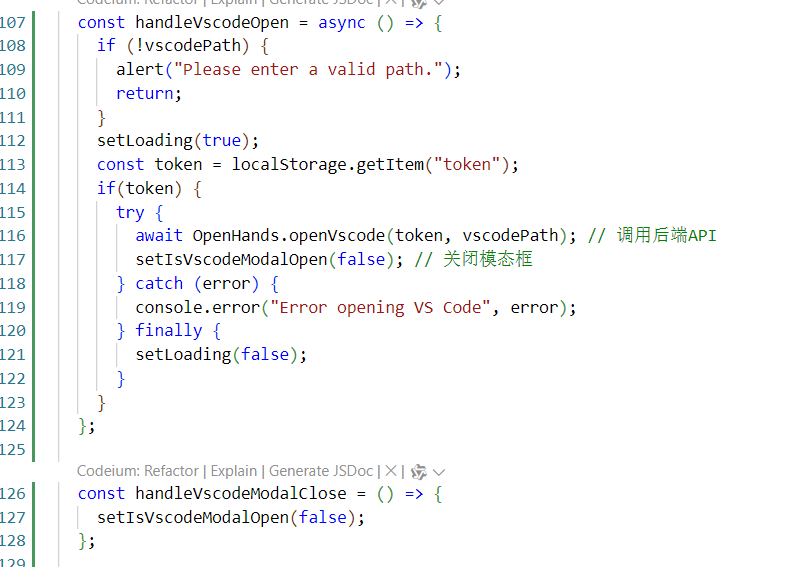 Codeium: Refactor | Explain | Generate JSDoc | X |
107 const handleVscodeOpen = async () => {
108 if (!vscodePath) {
109 alert("Please enter a valid path.");
110 return;
111 }
112 setLoading(true);
113 const token = localStorage.getItem("token");
114 if(token) {
115 try {
116 await OpenHands.openVscode(token, vscodePath); // 调用后端API
117 setIsVscodeModalOpen(false); // 关闭模态框
118 } catch (error) {
119 console.error("Error opening VS Code", error);
120 } finally {
121 setLoading(false);
122 }
123 }
124 };
125
Codeium: Refactor | Explain | Generate JSDoc | X |
126 const handleVscodeModalClose = () => {
127 setIsVscodeModalOpen(false);
128 };
129